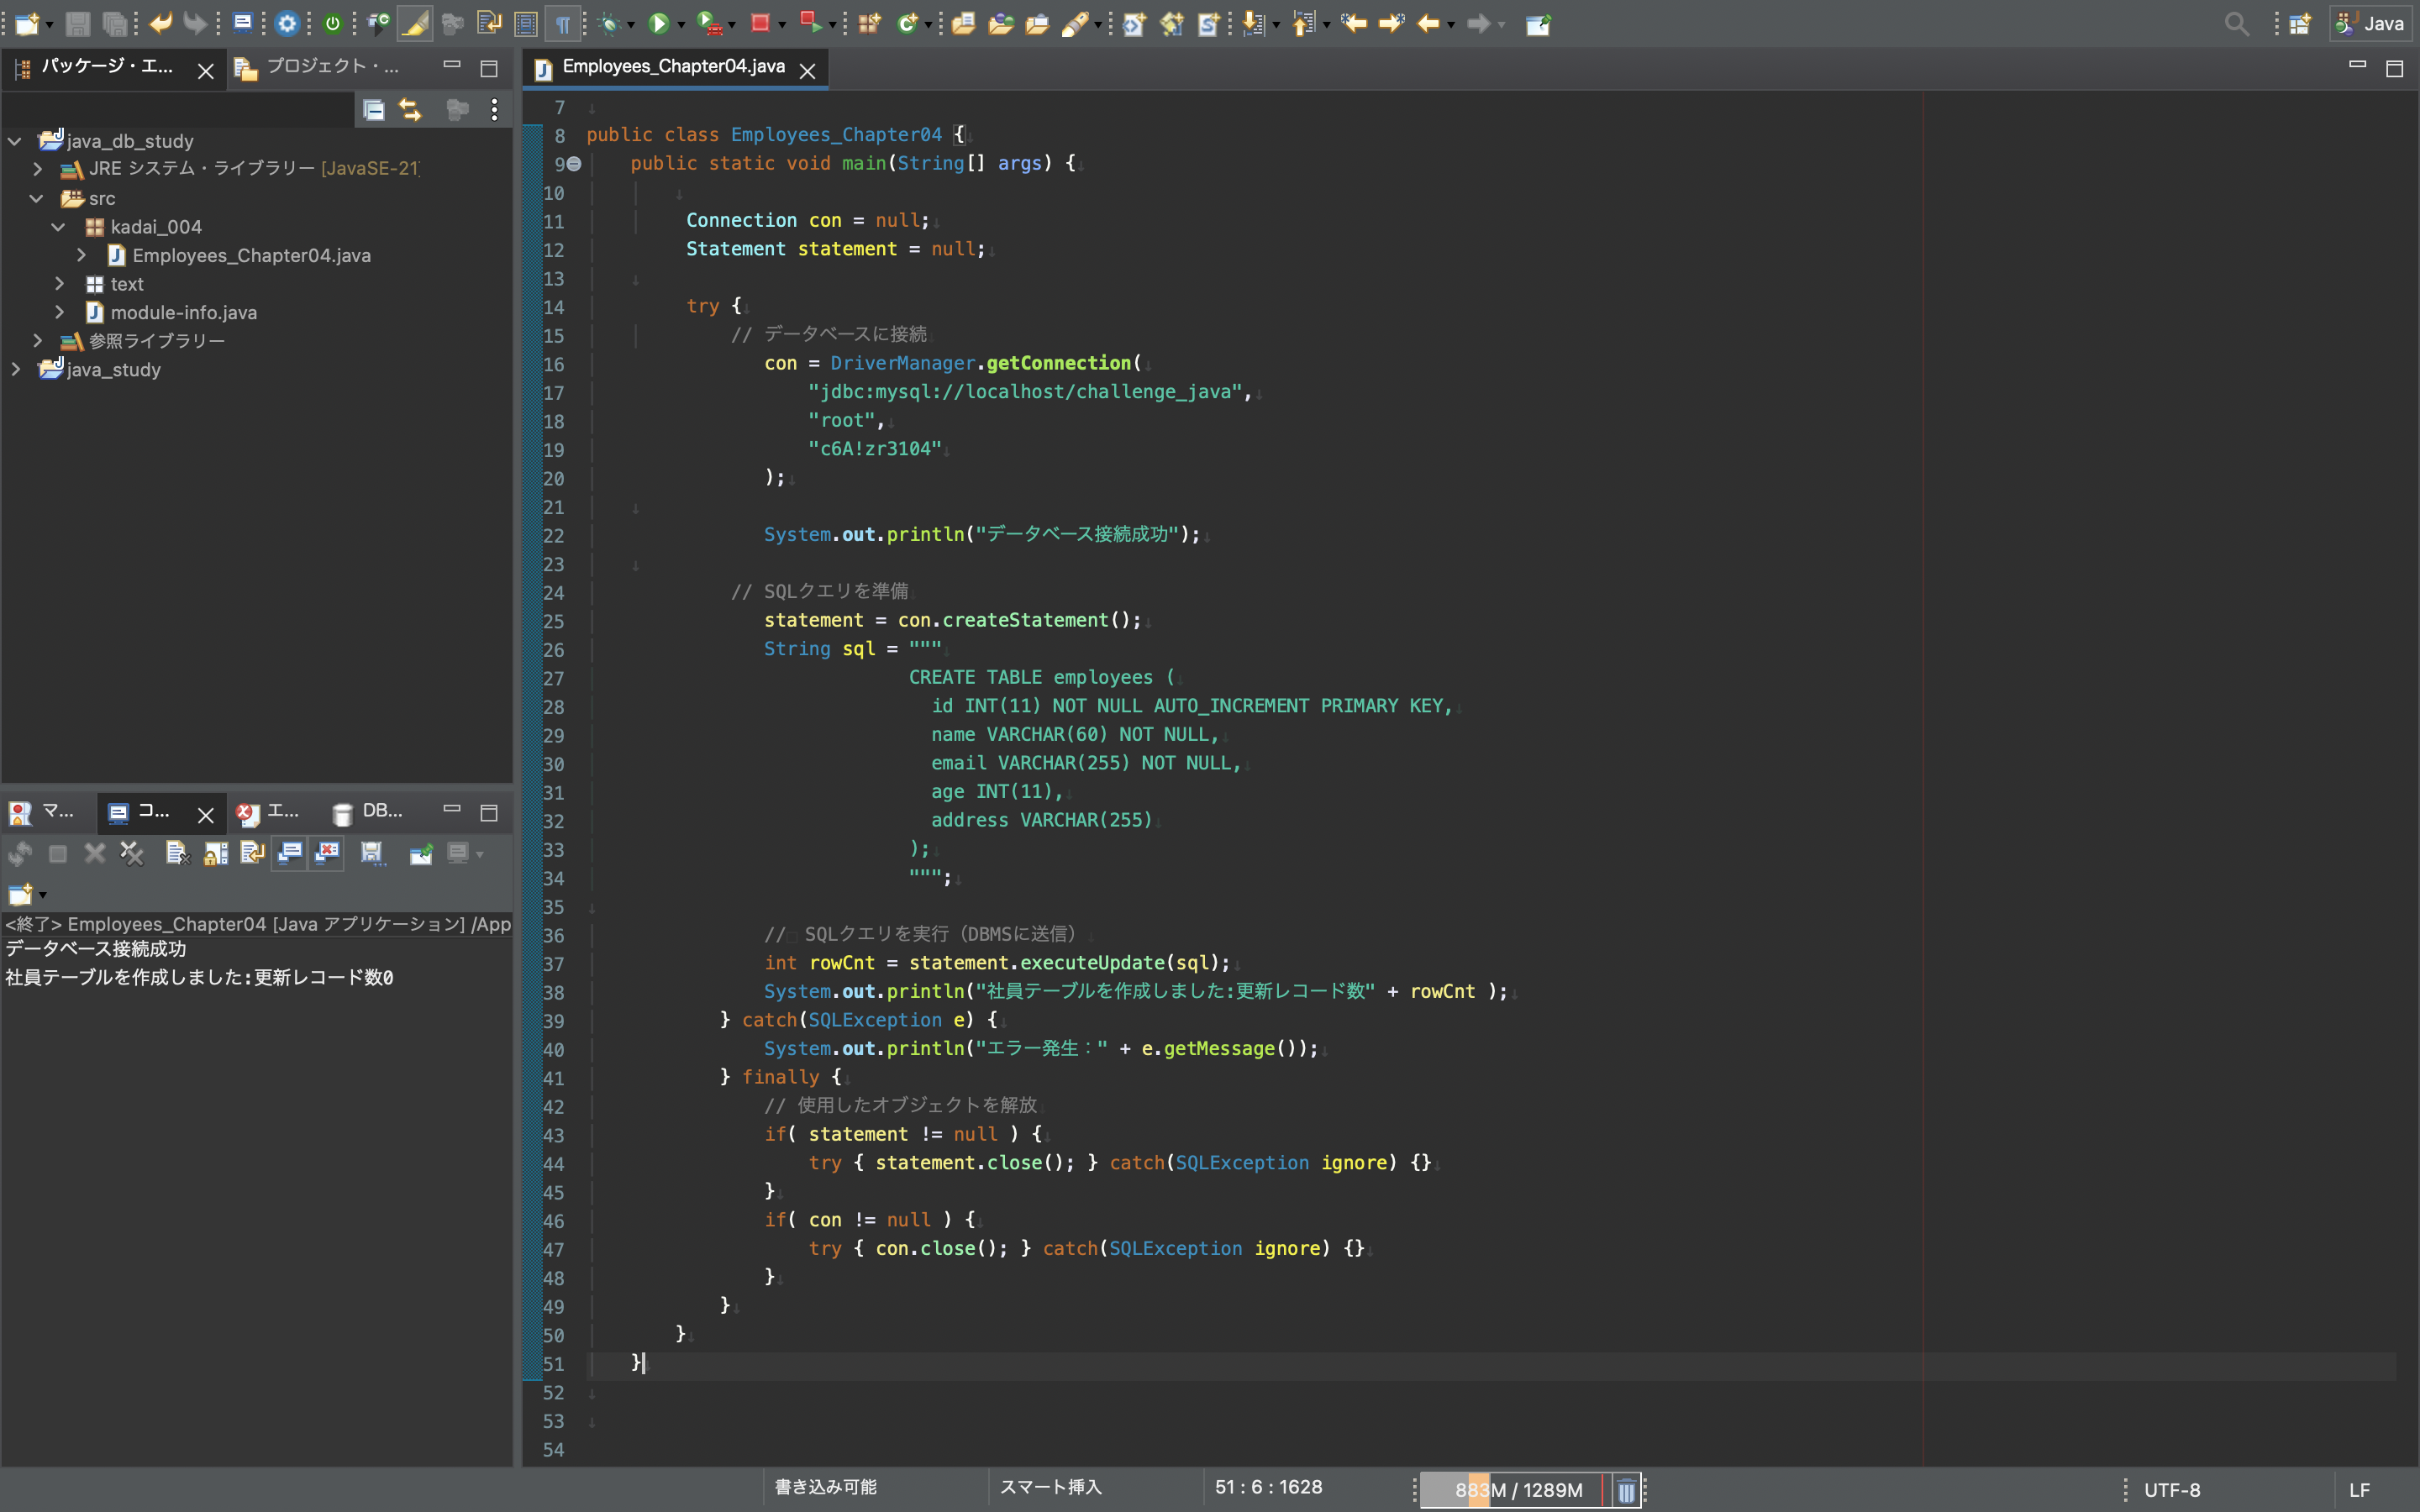 Java
パッケージ・エ...
プロジェクト・...
java_db_study
JRE システム・ライブラリー [JavaSE-21]
src
kadai_004
Employees_Chapter04.java
text
module-info.java
参照ライブラリー
java_study
マ...
コ...
エ...
DB...
<終了> Employees_Chapter04 [Java アプリケーション] /App
データベース接続成功
社員テーブルを作成しました:更新レコード数0
Employees_Chapter04.java
7
8 public class Employees_Chapter04 {
9 public static void main(String[] args) {
10
11 Connection con = null;
12 Statement statement = null;
13
14 try {
15 // データベースに接続
16 con = DriverManager.getConnection(
17 "jdbc:mysql://localhost/challenge_java",
18 "root",
19 "c6A!zr3104"
20 );
21
22 System.out.println("データベース接続成功");
23
24 // SQLクエリを準備
25 statement = con.createStatement();
26 String sql = """
27 CREATE TABLE employees (
28 id INT(11) NOT NULL AUTO_INCREMENT PRIMARY KEY,
29 name VARCHAR(60) NOT NULL,
30 email VARCHAR(255) NOT NULL,
31 age INT(11),
32 address VARCHAR(255)
33 );
34 """;
35
36 // SQLクエリを実行（DBMSに送信）
37 int rowCnt = statement.executeUpdate(sql);
38 System.out.println("社員テーブルを作成しました:更新レコード数" + rowCnt );
39 } catch(SQLException e) {
40 System.out.println("エラー発生：" + e.getMessage());
41 } finally {
42 // 使用したオブジェクトを解放
43 if( statement != null ) {
44 try { statement.close(); } catch(SQLException ignore) {}
45 }
46 if( con != null ) {
47 try { con.close(); } catch(SQLException ignore) {}
48 }
49 }
50 }
51 }
52
53
54
書き込み可能
スマート挿入
51 : 6 : 1628
883M / 1289M
UTF-8
LF